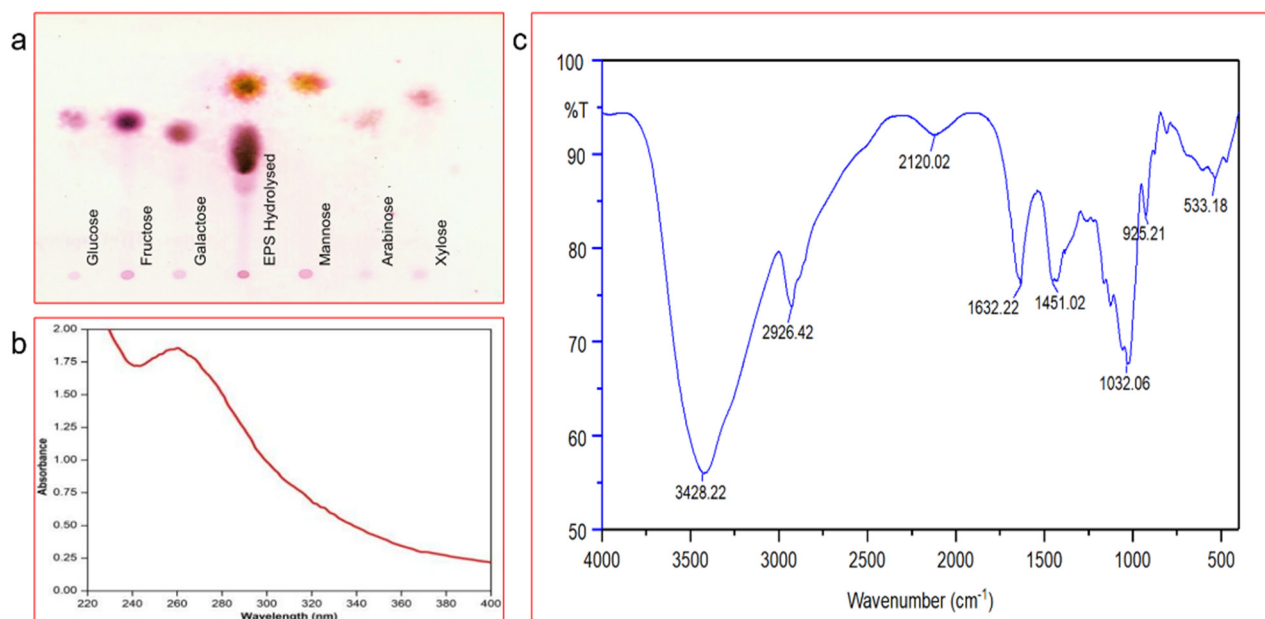 a
Glucose
Fructose
Galactose
EPS Hydrolysed
Mannose
Arabinose
Xylose
b
2.00
1.75
1.50
1.25
1.00
0.75
0.50
0.25
0.00
Absorbance
220 240 260 280 300 320 340 360 380 400
Wavelength (nm)
c
100
%T
90
80
70
60
50
3428.22
2926.42
2120.02
1632.22
1451.02
1032.06
925.21
533.18
4000 3500 3000 2500 2000 1500 1000 500
Wavenumber (cm⁻¹)